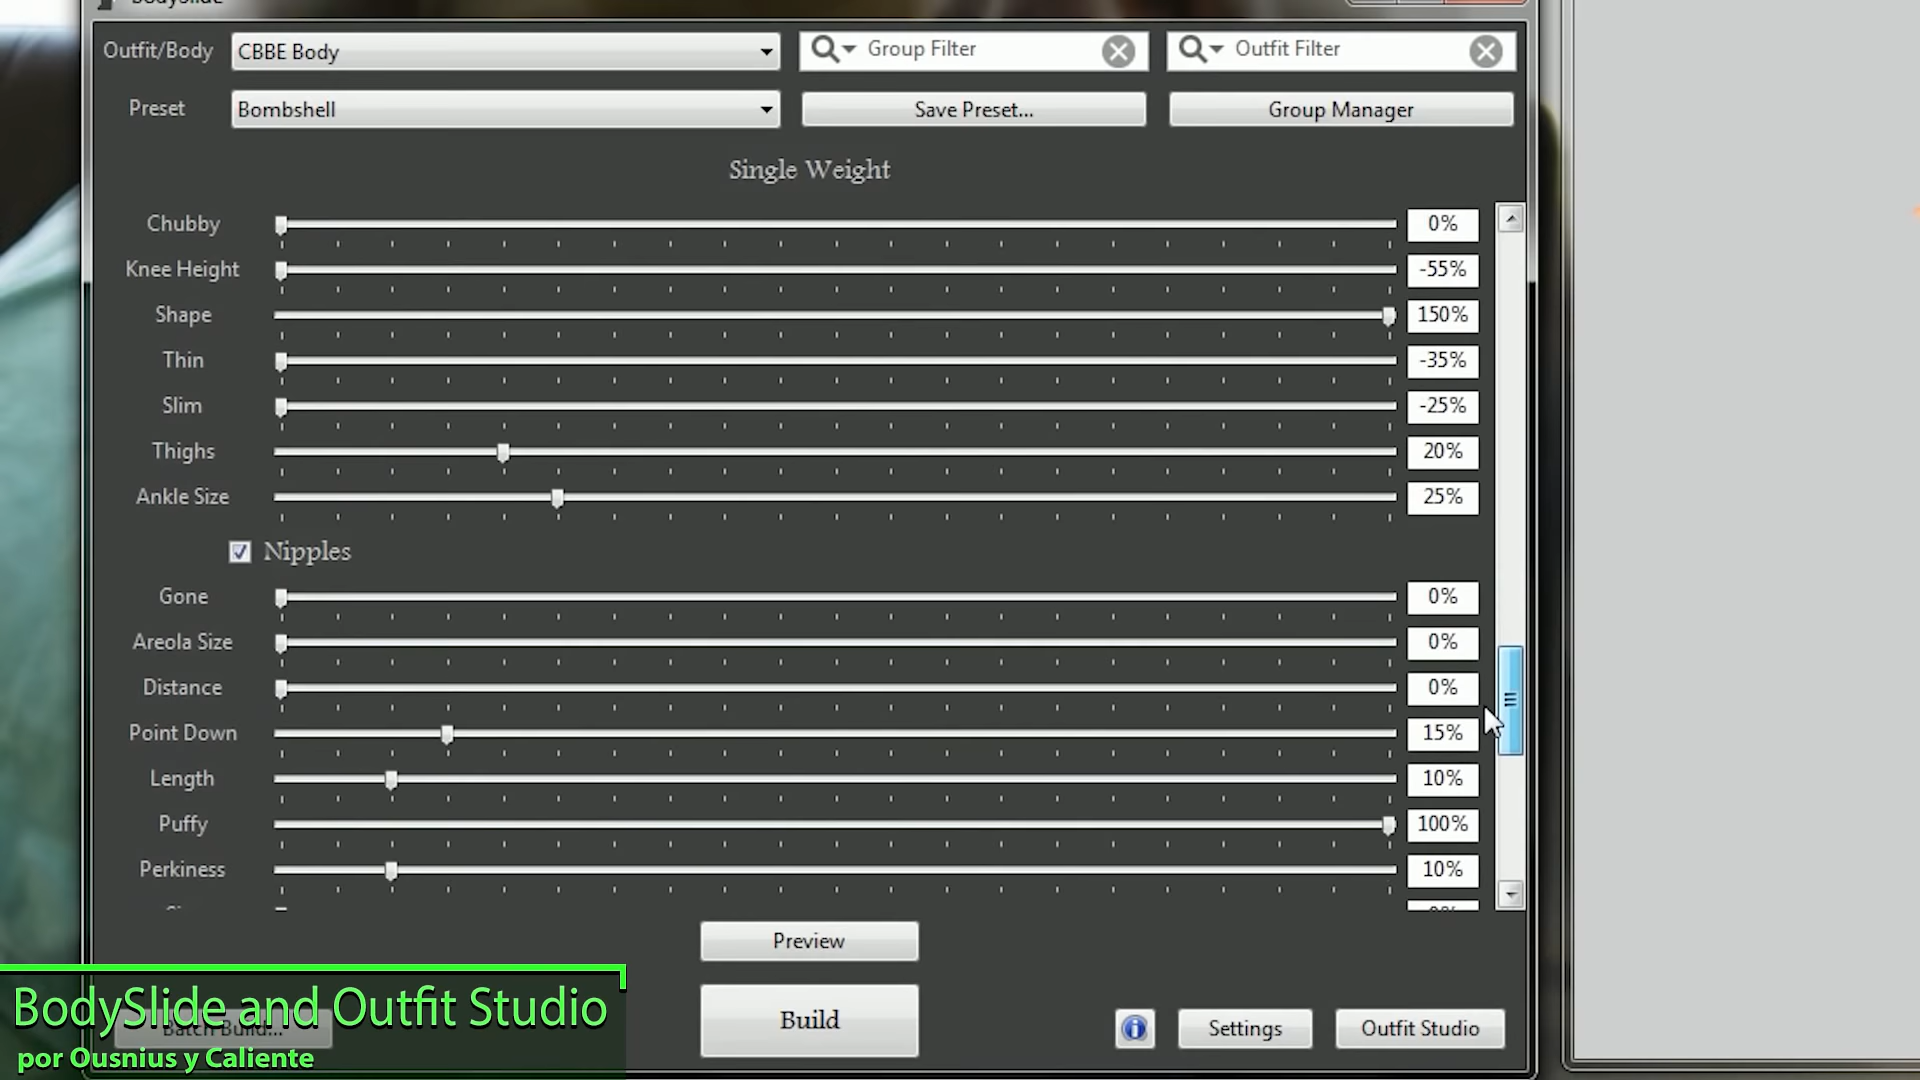 BodySlide
Outfit/Body CBBE Body Group Filter Outfit Filter
Preset Bombshell Save Preset... Group Manager
Single Weight
Chubby 0%
Knee Height -55%
Shape 150%
Thin -35%
Slim -25%
Thighs 20%
Ankle Size 25%
Nipples
Gone 0%
Areola Size 0%
Distance 0%
Point Down 15%
Length 10%
Puffy 100%
Perkiness 10%
Preview
BodySlide and Outfit Studio
Batch Build... Build Settings Outfit Studio
por Ousnius y Caliente